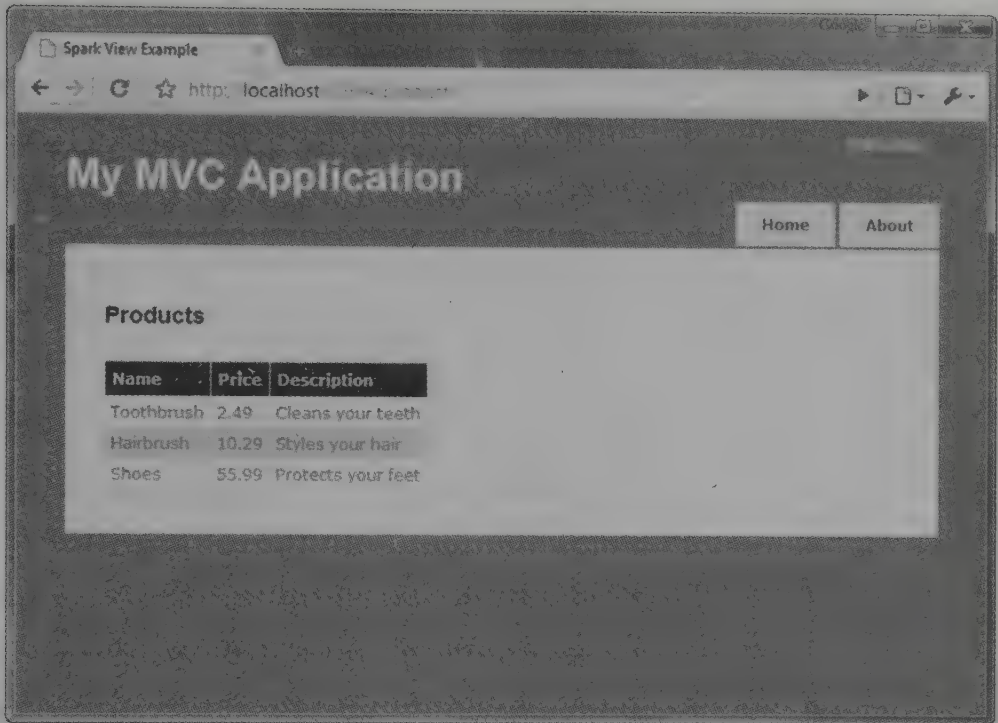 Google
Spark View Example
http: localhost
My MVC Application
Home About
Products
Name Price Description
Toothbrush 2.49 Cleans your teeth
Hairbrush 10.29 Styles your hair
Shoes 55.99 Protects your feet